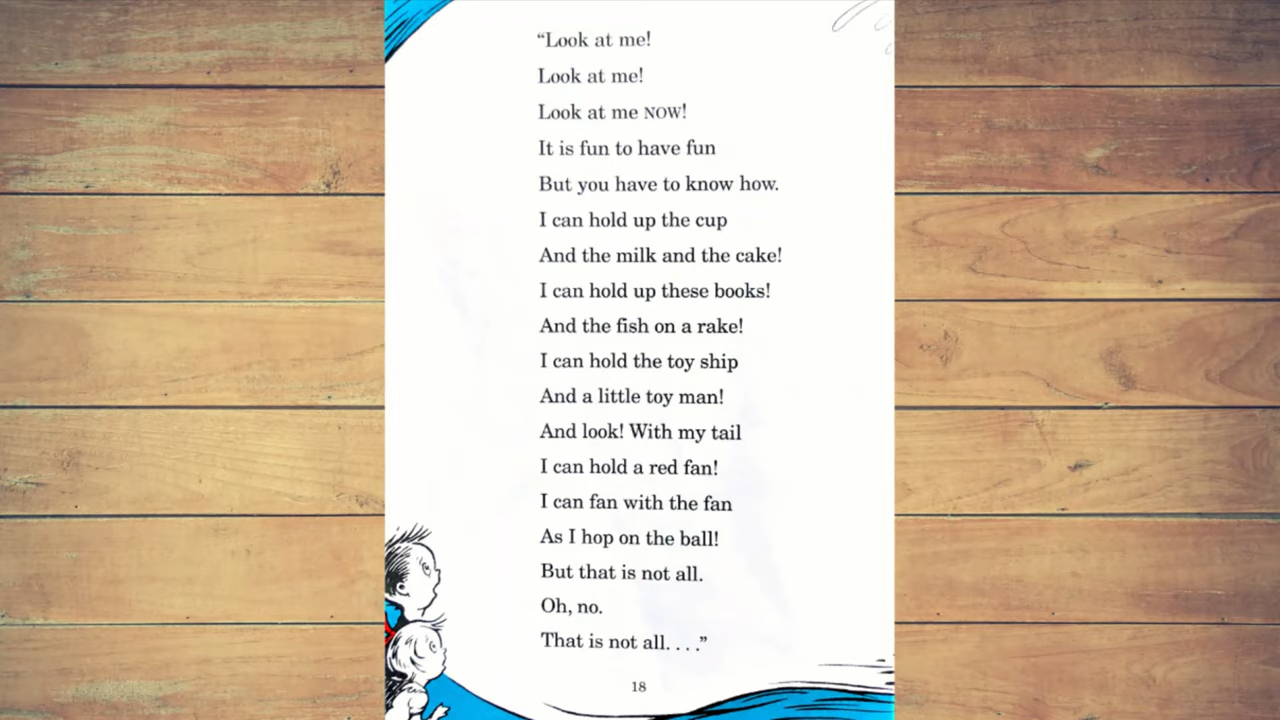 “Look at me!
Look at me!
Look at me NOW!
It is fun to have fun
But you have to know how.
I can hold up the cup
And the milk and the cake!
I can hold up these books!
And the fish on a rake!
I can hold the toy ship
And a little toy man!
And look! With my tail
I can hold a red fan!
I can fan with the fan
As I hop on the ball!
But that is not all.
Oh, no.
That is not all. . . .”
18